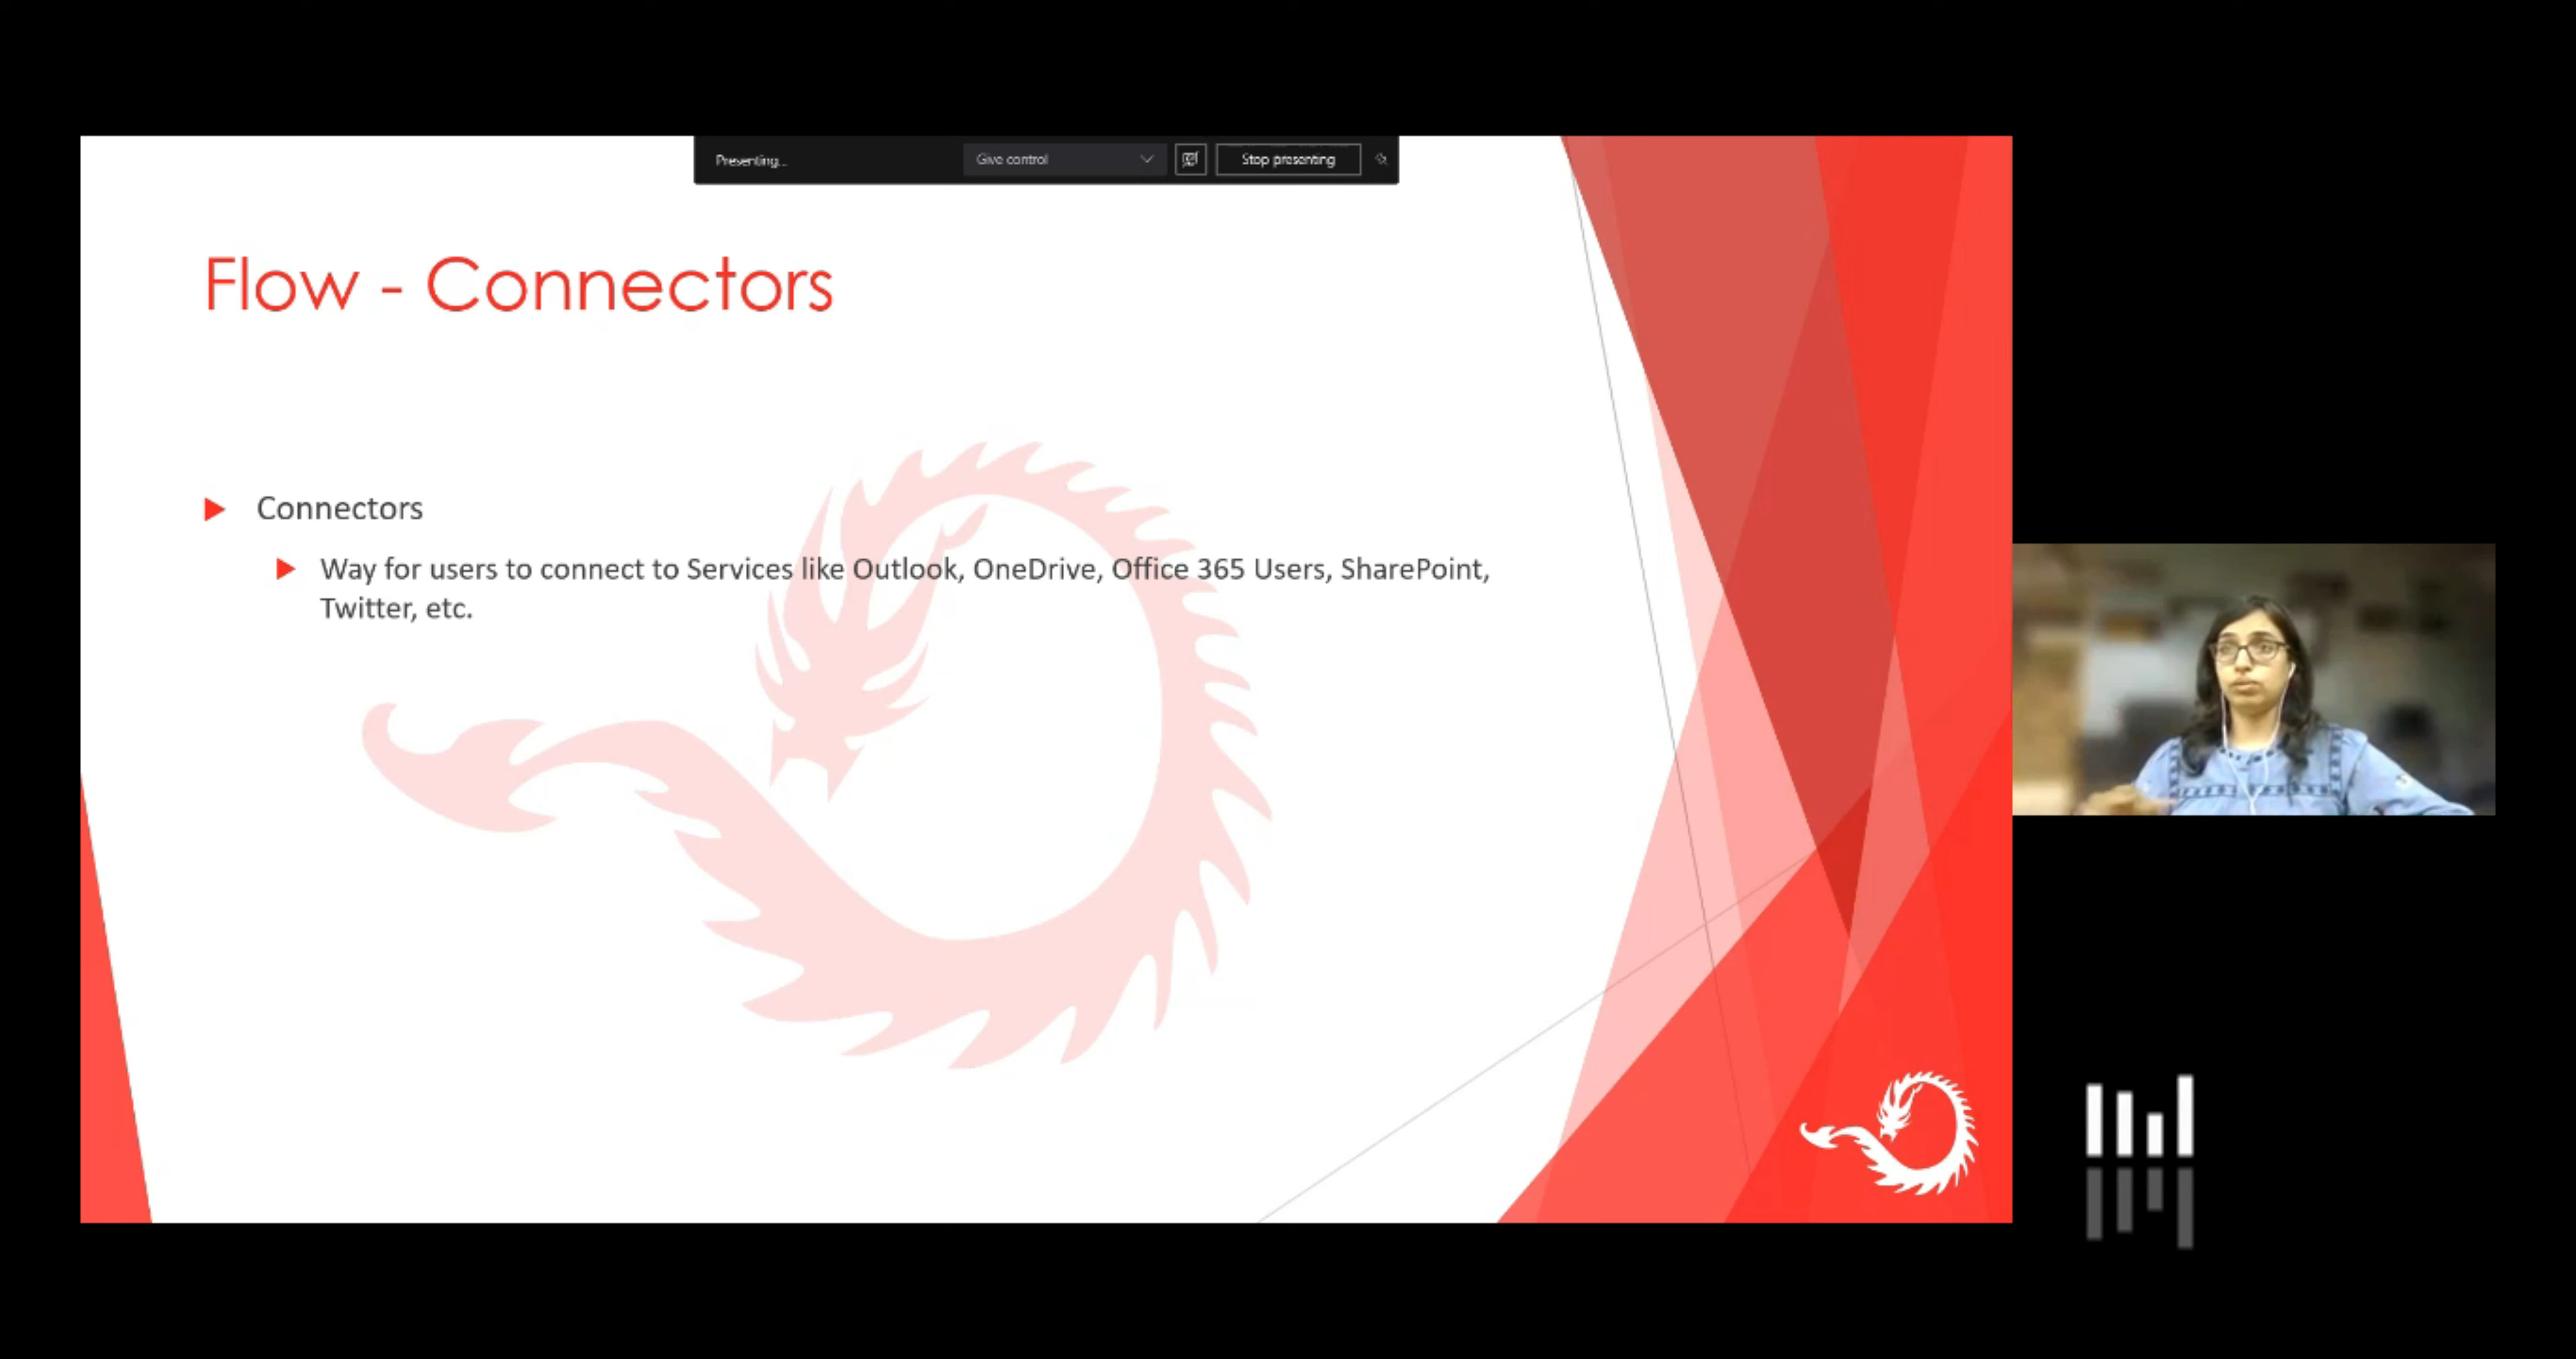 Presenting...
Give control
Stop presenting
Flow - Connectors
Connectors
Way for users to connect to Services like Outlook, OneDrive, Office 365 Users, SharePoint,
Twitter, etc.